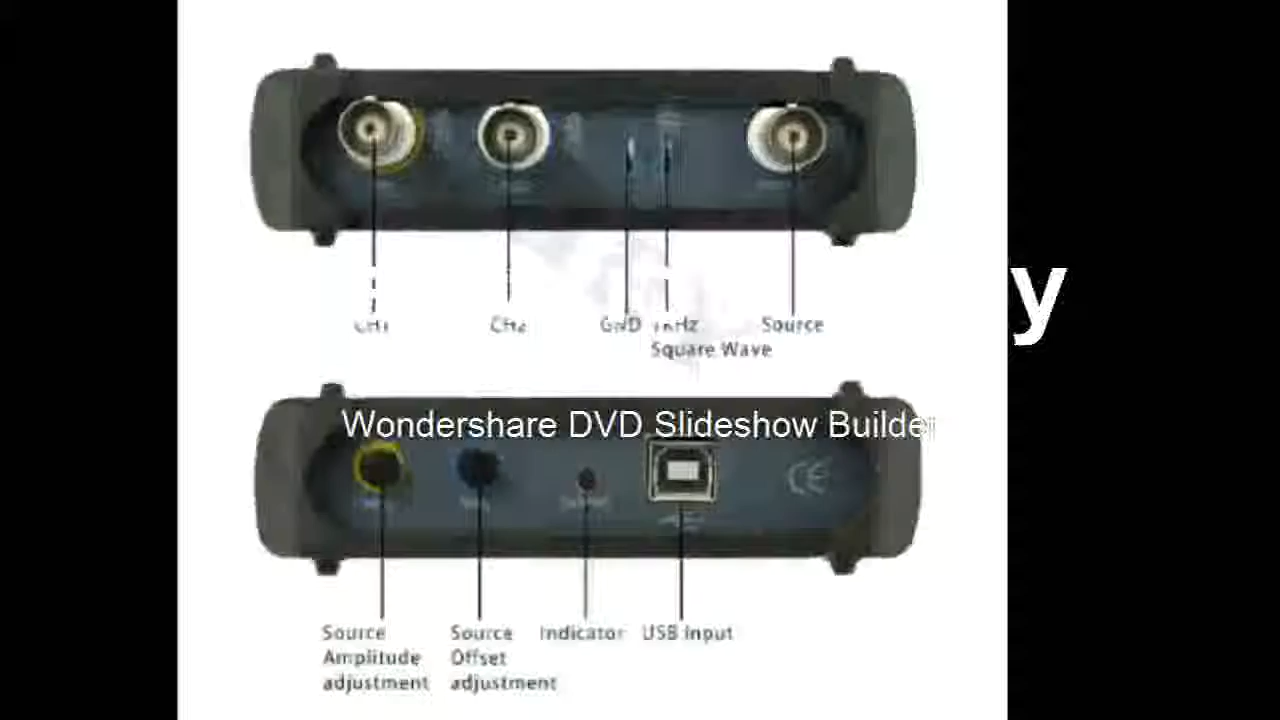 CH1
CH2
GND
1KHz
Square Wave
Source
y
Wondershare DVD Slideshow Builder
CE
Source
Amplitude
adjustment
Source
Offset
adjustment
Indicator
USB Input